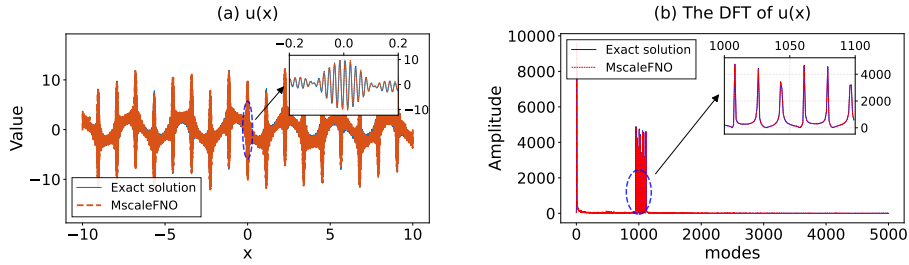 (a) u(x)
−0.2 0.0 0.2
10
0
−10
10
0
−10
Value
Exact solution
MscaleFNO
−10 −5 0 5 10
x
(b) The DFT of u(x)
1000 1050 1100
4000
2000
0
10000
8000
6000
4000
2000
0
Amplitude
Exact solution
MscaleFNO
0 1000 2000 3000 4000 5000
modes